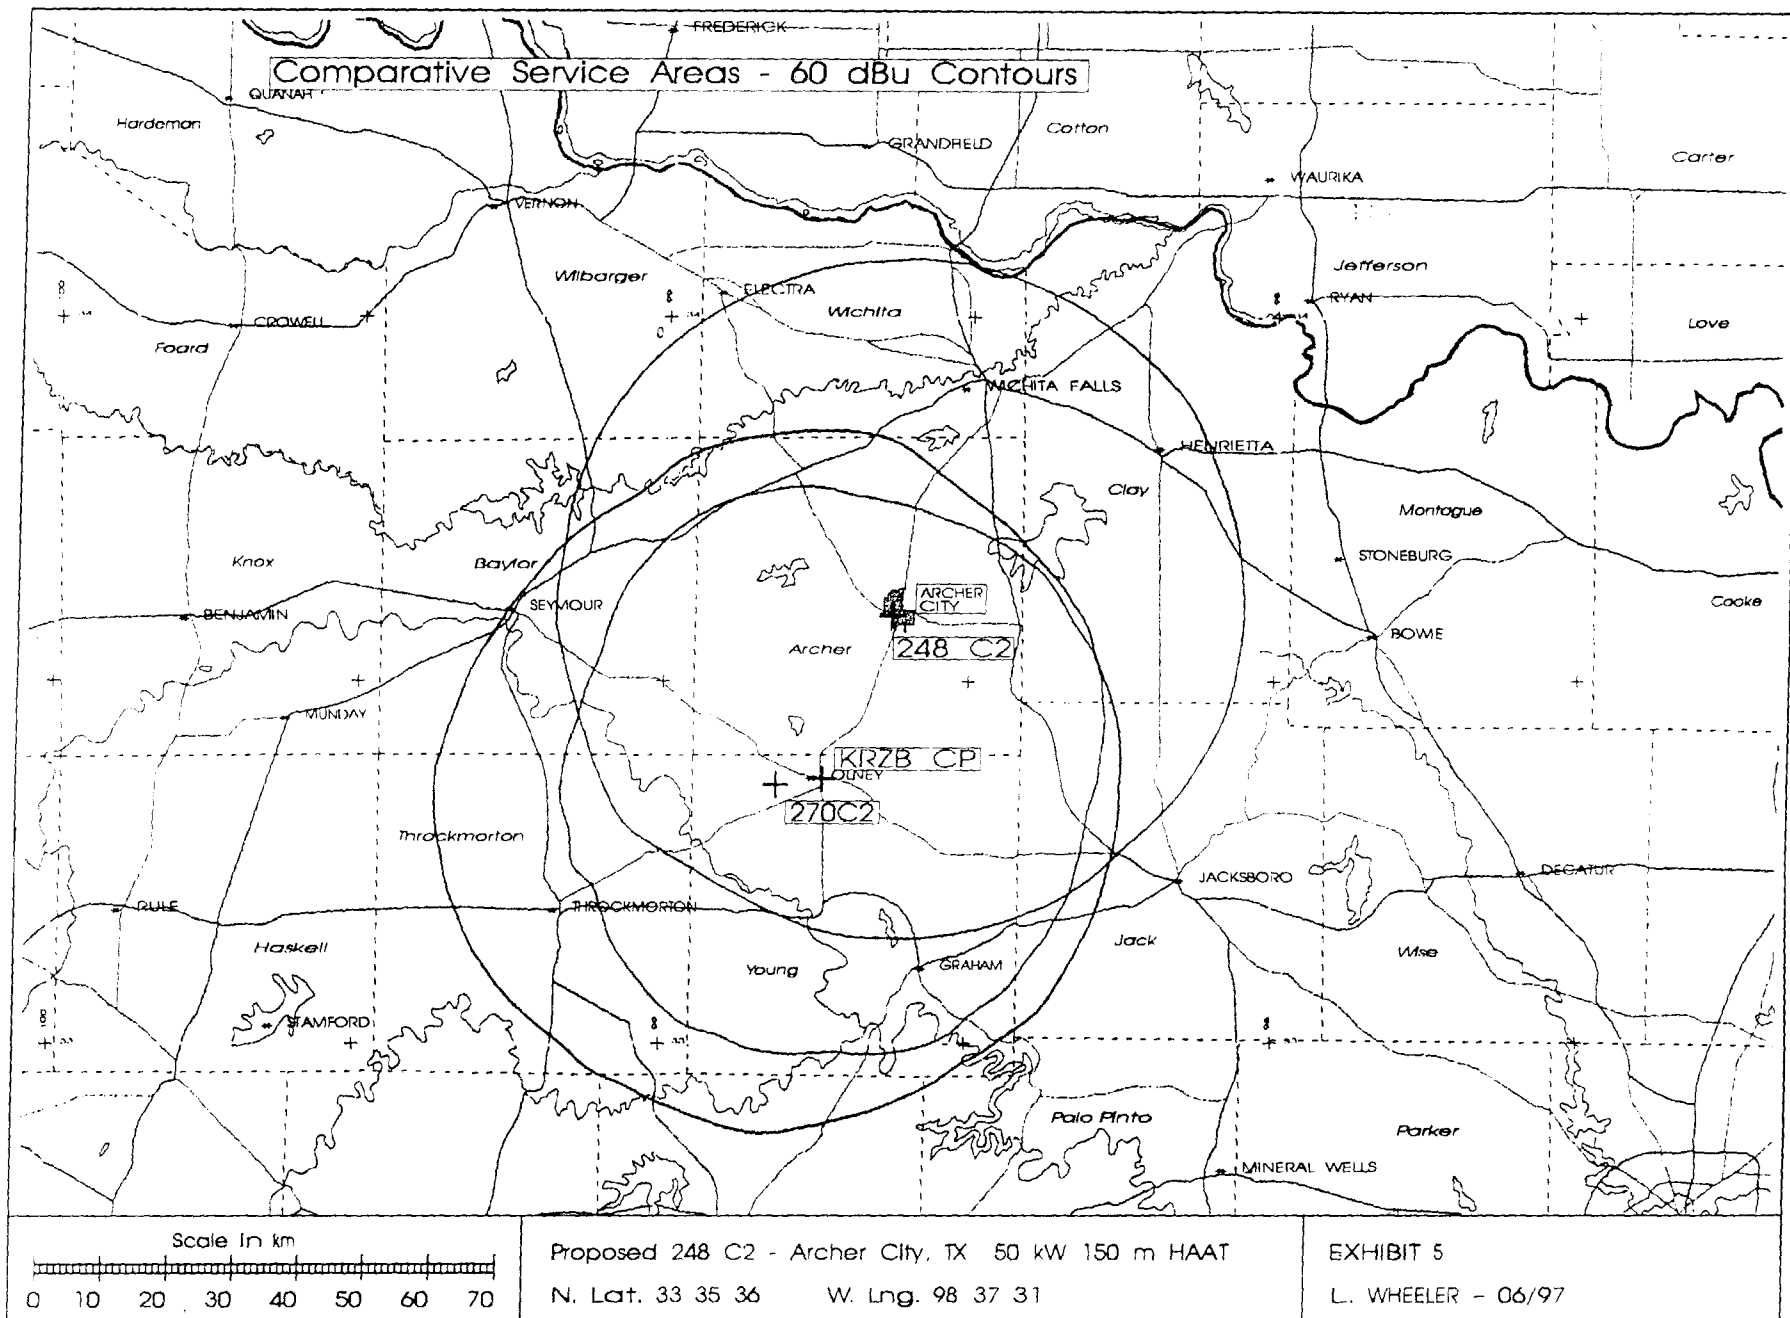 FREDERICK
Comparative Service Areas - 60 dBu Contours
QUANAH
Hardeman
Cotton
GRANDFIELD
Carter
WAURIKA
VERNON
Wilbarger
Jefferson
ELECTRA
RYAN
Wichita
CROWELL
Love
Foard
WICHITA FALLS
HENRIETTA
Clay
Montague
Knox
Baylor
STONEBURG
SEYMOUR
ARCHER
CITY
Cooke
BENJAMIN
BOWIE
Archer
248 C2
MUNDAY
KRZB CP
OLNEY
270C2
Throckmorton
JACKSBORO
DECATUR
RULE
THROCKMORTON
Haskell
Jack
Wise
Young
GRAHAM
STAMFORD
Palo Pinto
Parker
MINERAL WELLS
Scale in km
0 10 20 30 40 50 60 70
Proposed 248 C2 - Archer City, TX 50 kW 150 m HAAT
N. Lat. 33 35 36 W. Lng. 98 37 31
EXHIBIT 5
L. WHEELER - 06/97